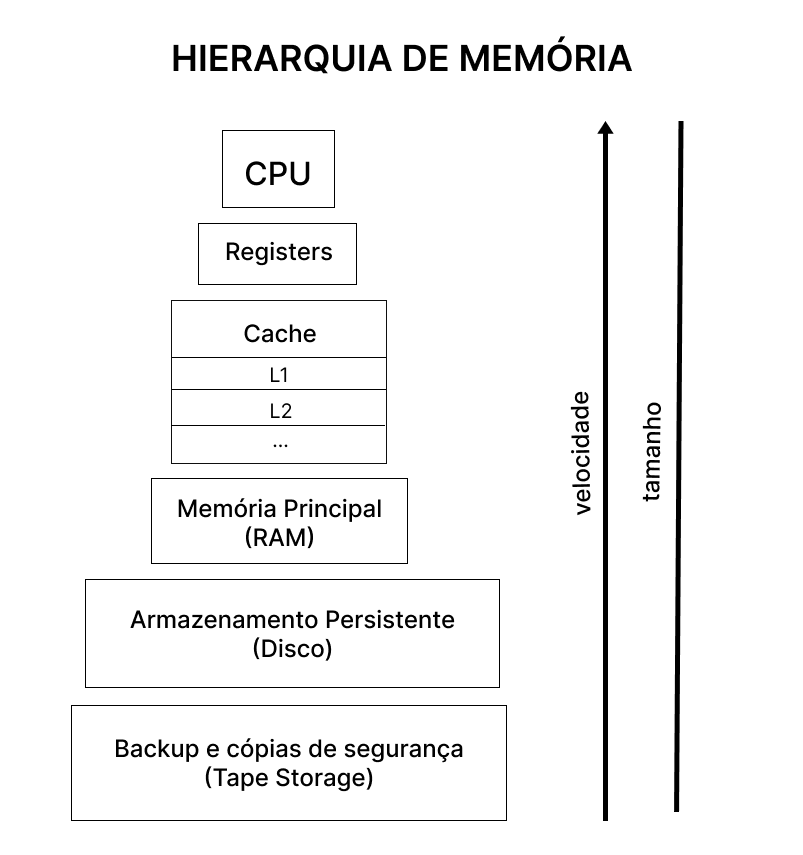 HIERARQUIA DE MEMÓRIA
CPU
Registers
Cache
L1
L2
...
Memória Principal
(RAM)
Armazenamento Persistente
(Disco)
Backup e cópias de segurança
(Tape Storage)
velocidade
tamanho